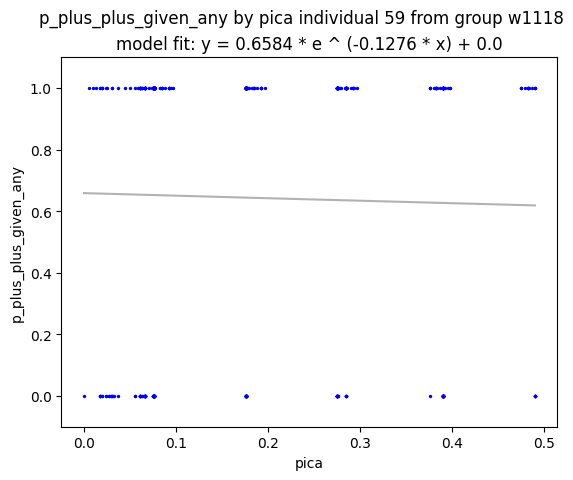 p_plus_plus_given_any by pica individual 59 from group w1118
model fit: y = 0.6584 * e ^ (-0.1276 * x) + 0.0
1.0
0.8
0.6
0.4
0.2
0.0
p_plus_plus_given_any
0.0 0.1 0.2 0.3 0.4 0.5
pica